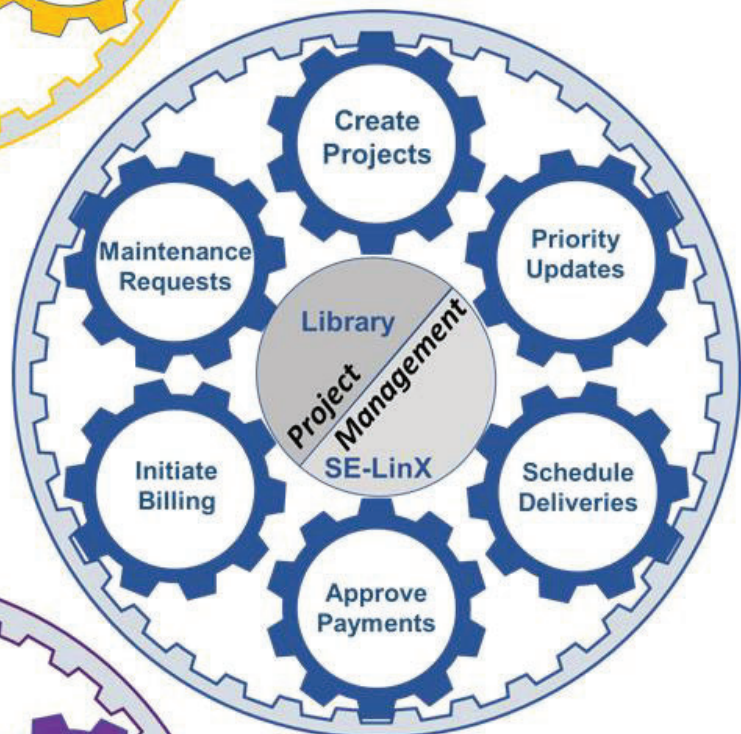 Create
Projects
Priority
Updates
Schedule
Deliveries
Approve
Payments
Initiate
Billing
Maintenance
Requests
Library
Project
Management
SE-LinX